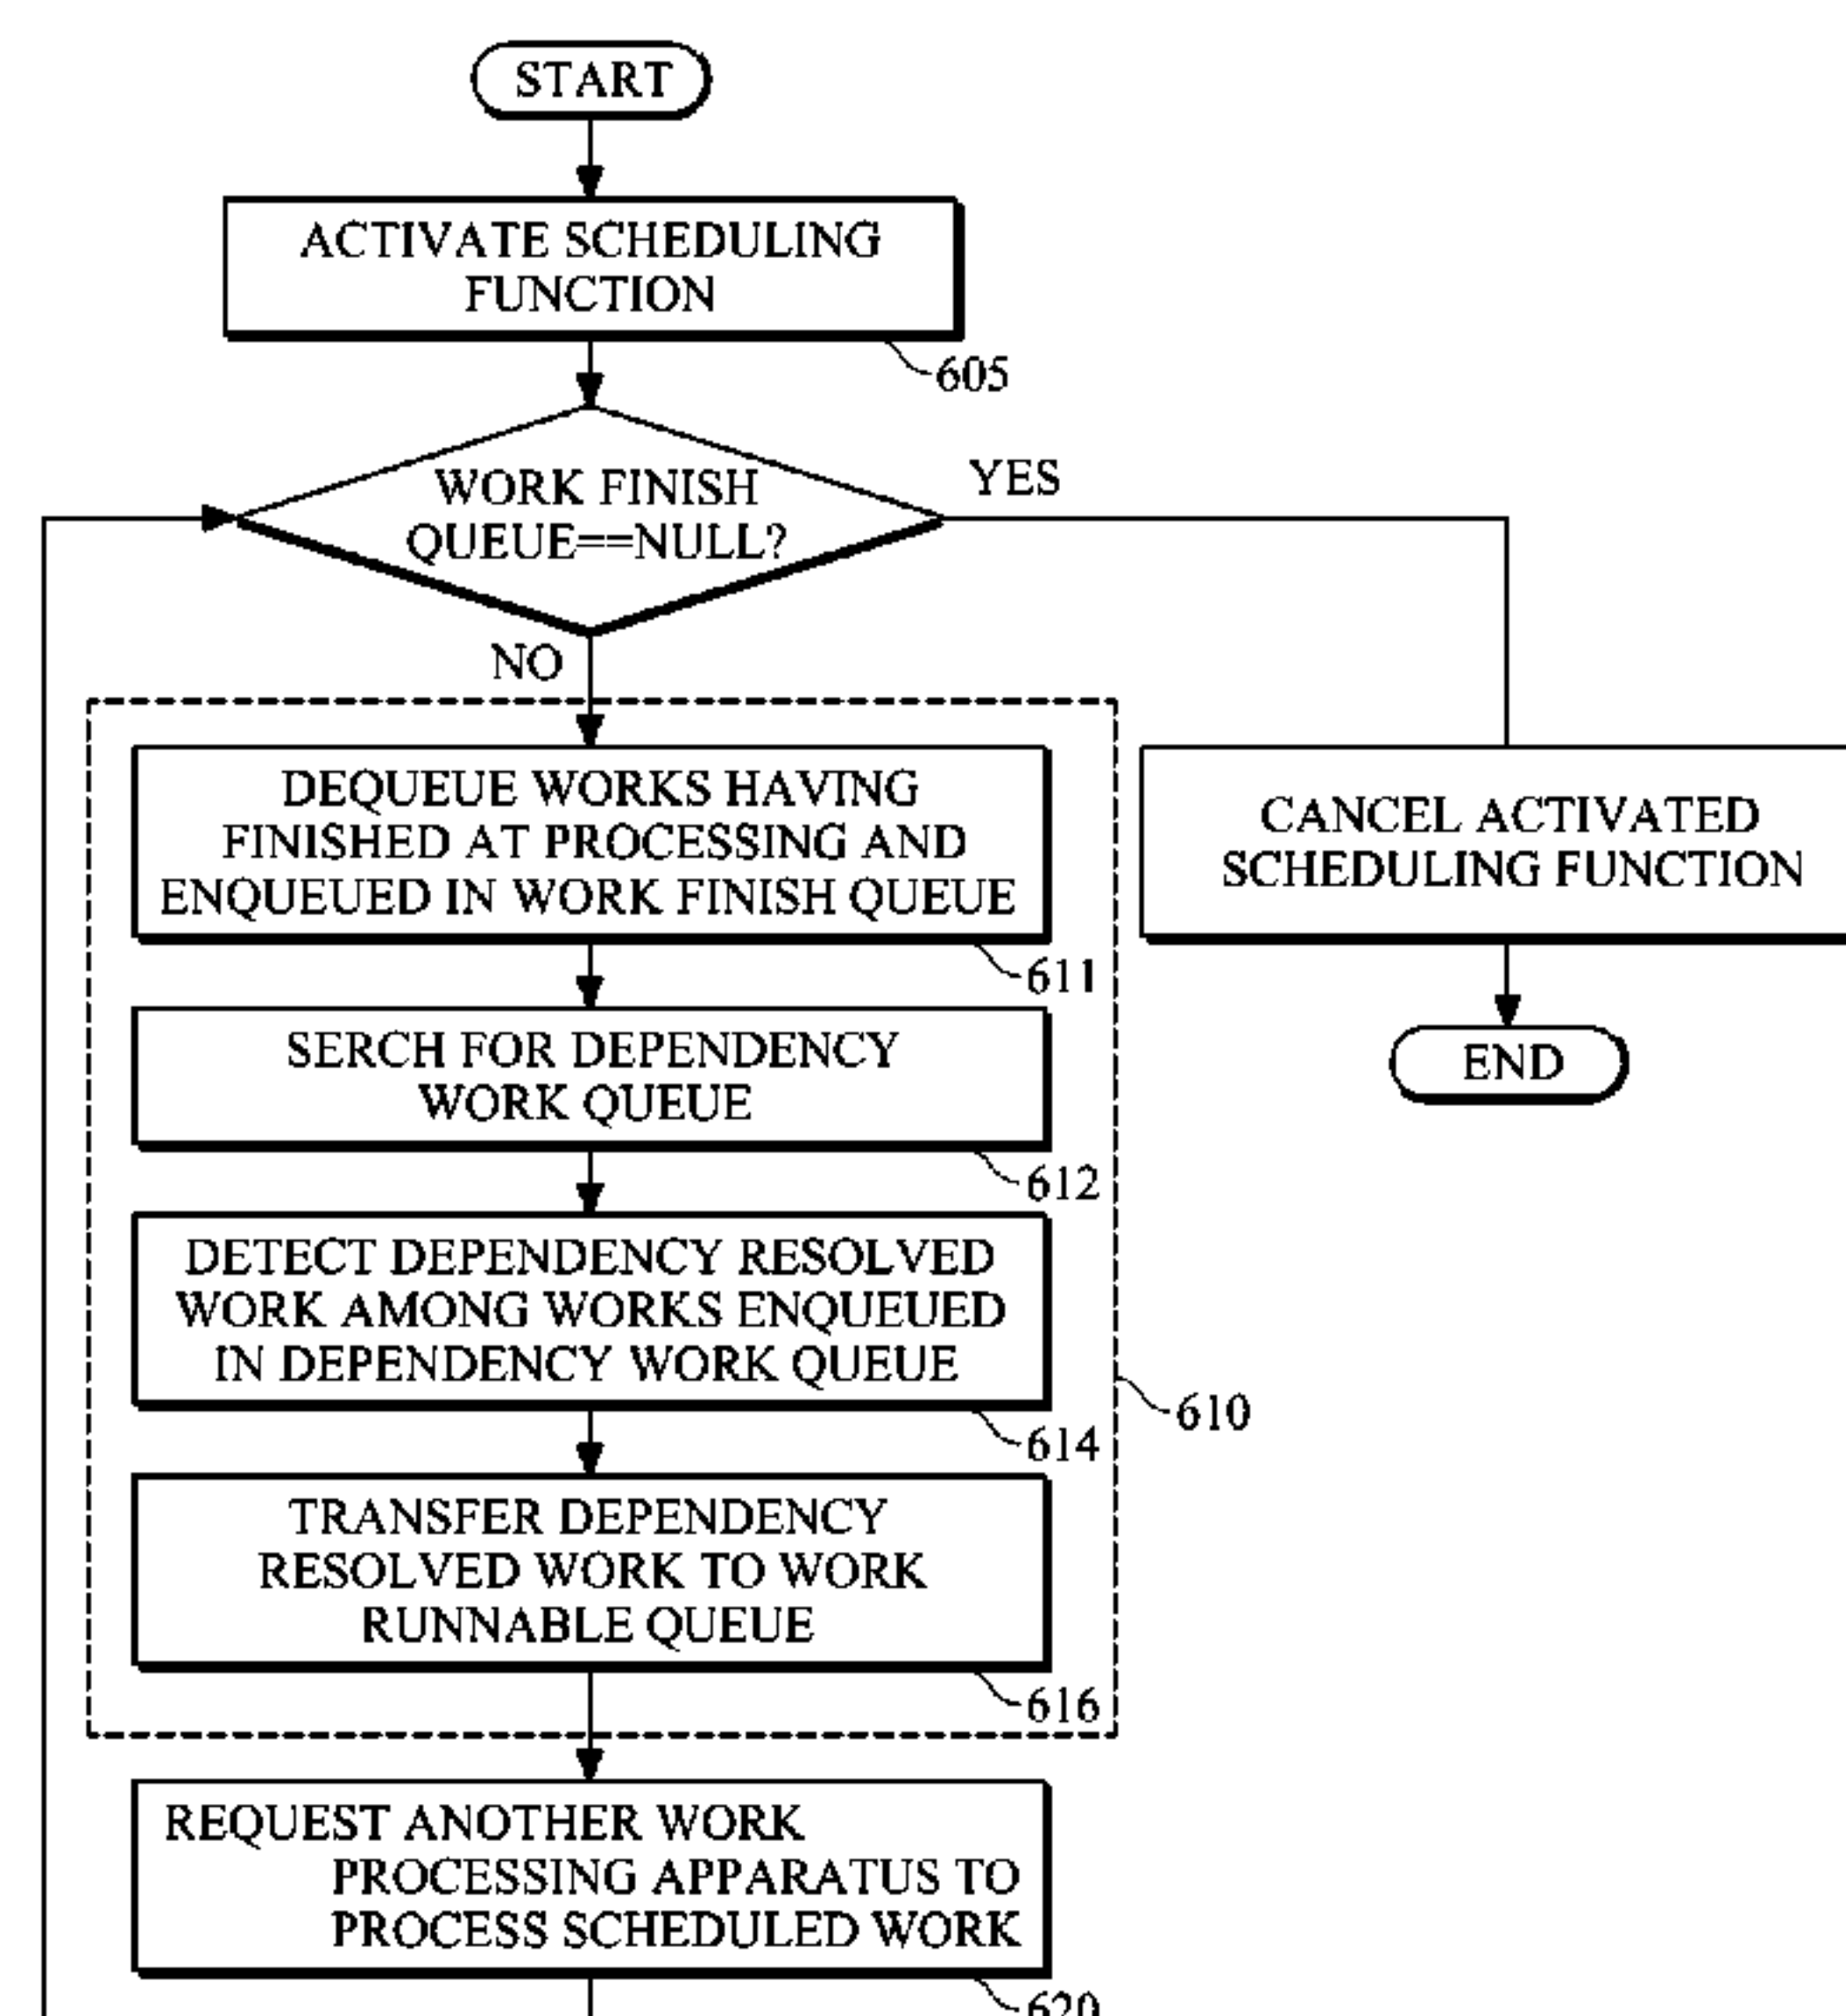 START
ACTIVATE SCHEDULING
FUNCTION
605
WORK FINISH
QUEUE==NULL?
YES
NO
DEQUEUE WORKS HAVING
FINISHED AT PROCESSING AND
ENQUEUED IN WORK FINISH QUEUE
611
CANCEL ACTIVATED
SCHEDULING FUNCTION
END
SERCH FOR DEPENDENCY
WORK QUEUE
612
DETECT DEPENDENCY RESOLVED
WORK AMONG WORKS ENQUEUED
IN DEPENDENCY WORK QUEUE
614
610
TRANSFER DEPENDENCY
RESOLVED WORK TO WORK
RUNNABLE QUEUE
616
REQUEST ANOTHER WORK
PROCESSING APPARATUS TO
PROCESS SCHEDULED WORK
620